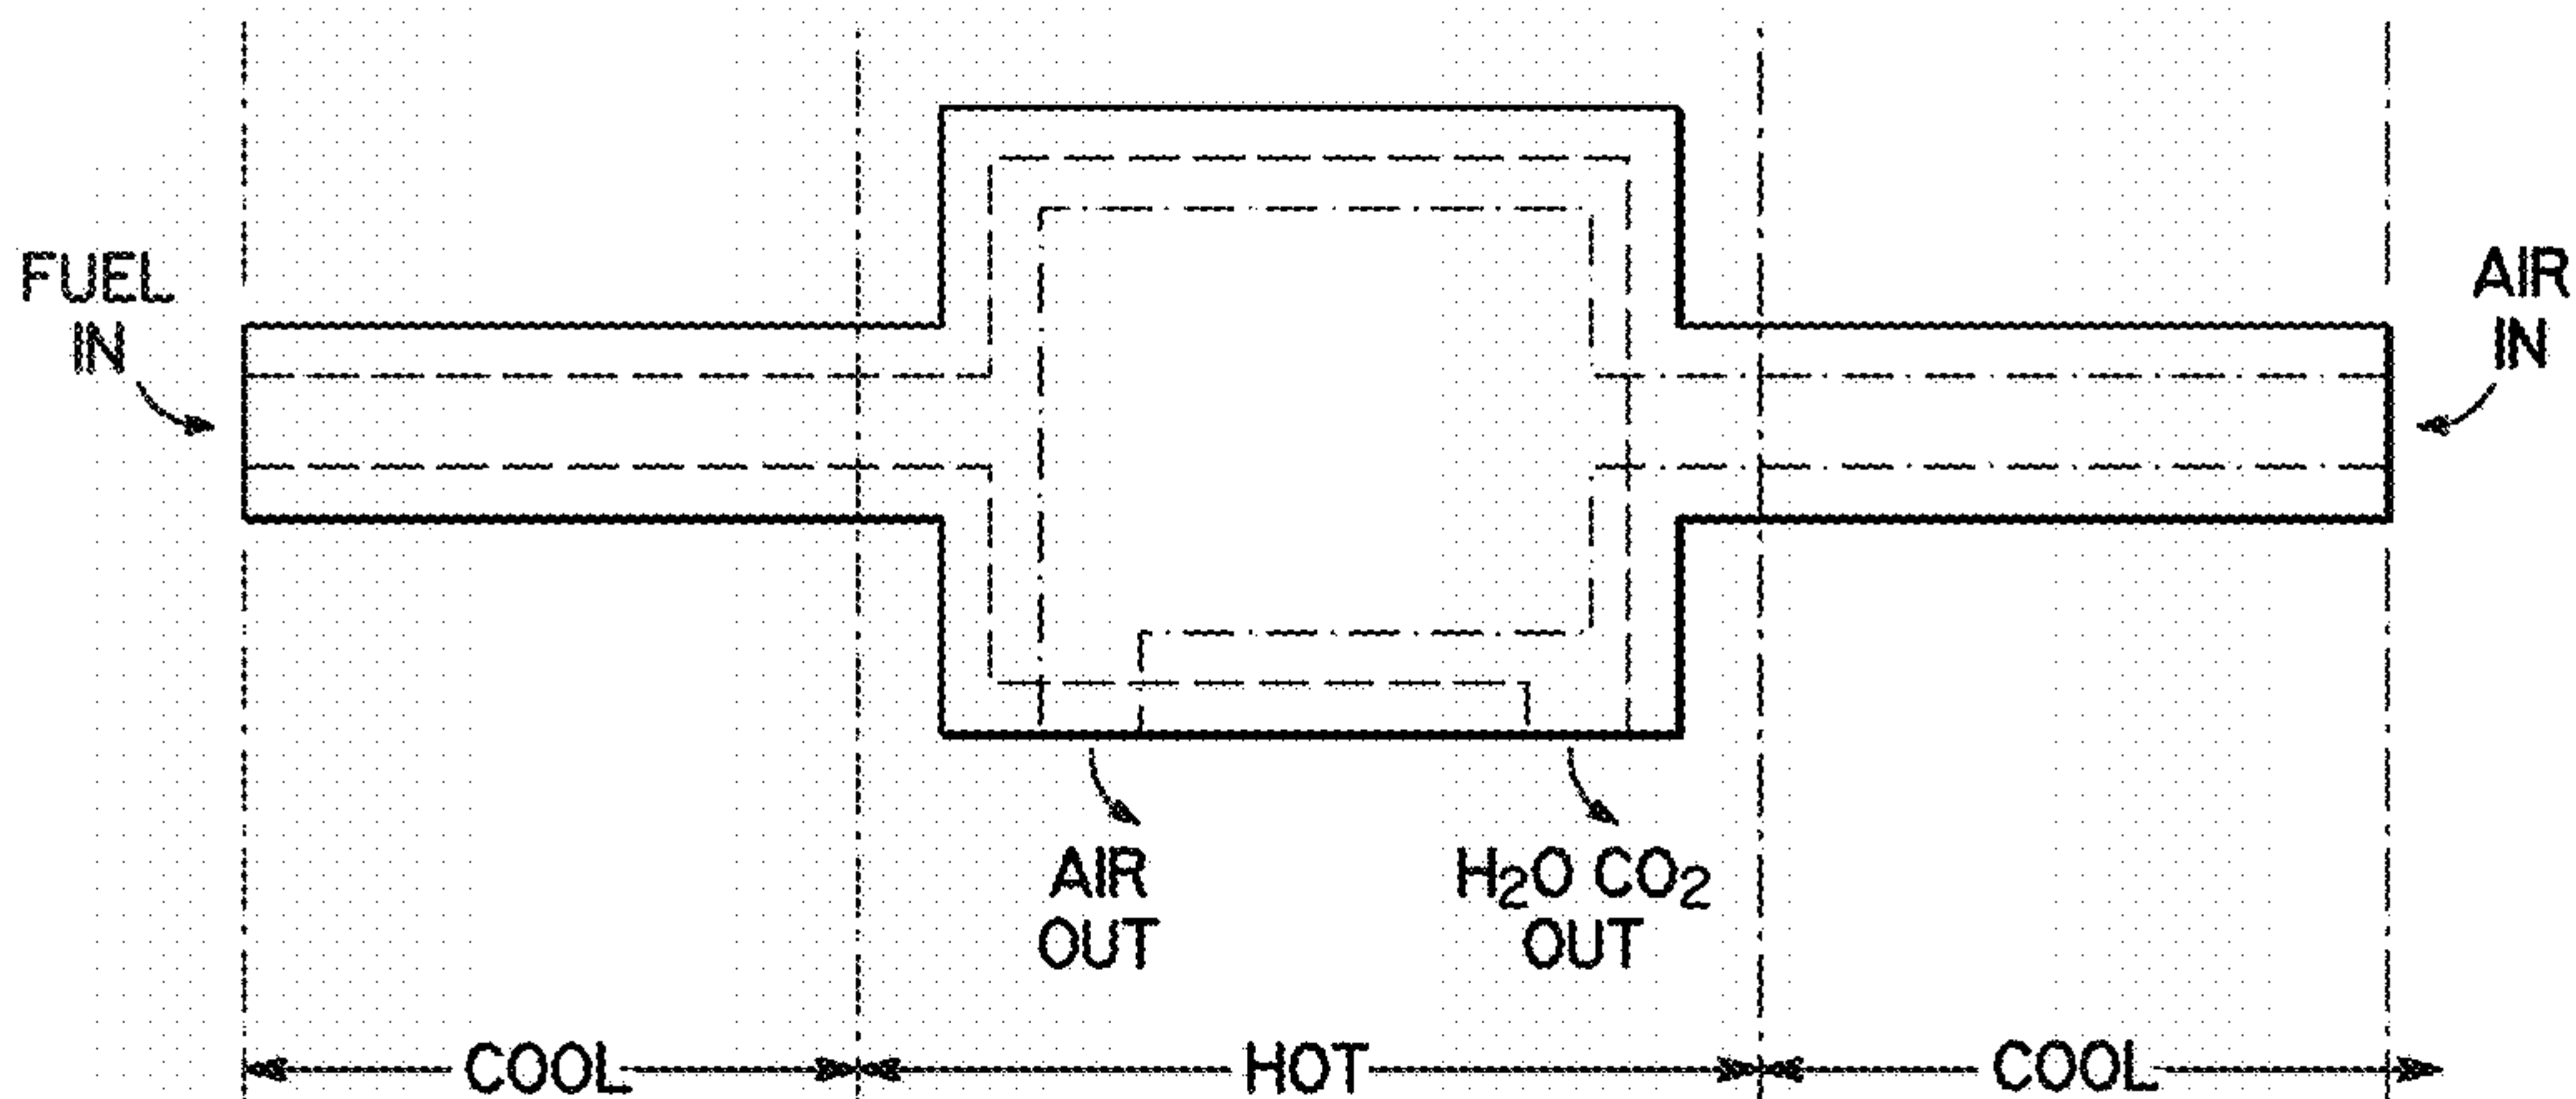 FUEL
IN
AIR
IN
AIR
OUT
H₂O CO₂
OUT
COOL
HOT
COOL